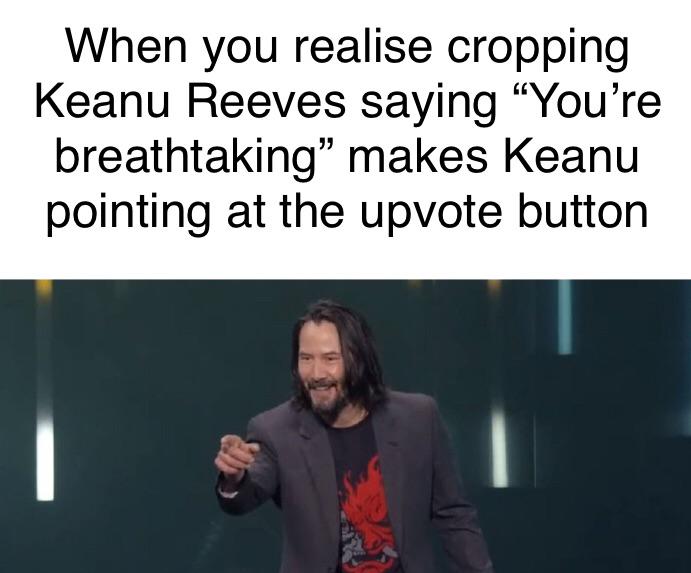 When you realise cropping
Keanu Reeves saying “You’re
breathtaking” makes Keanu
pointing at the upvote button